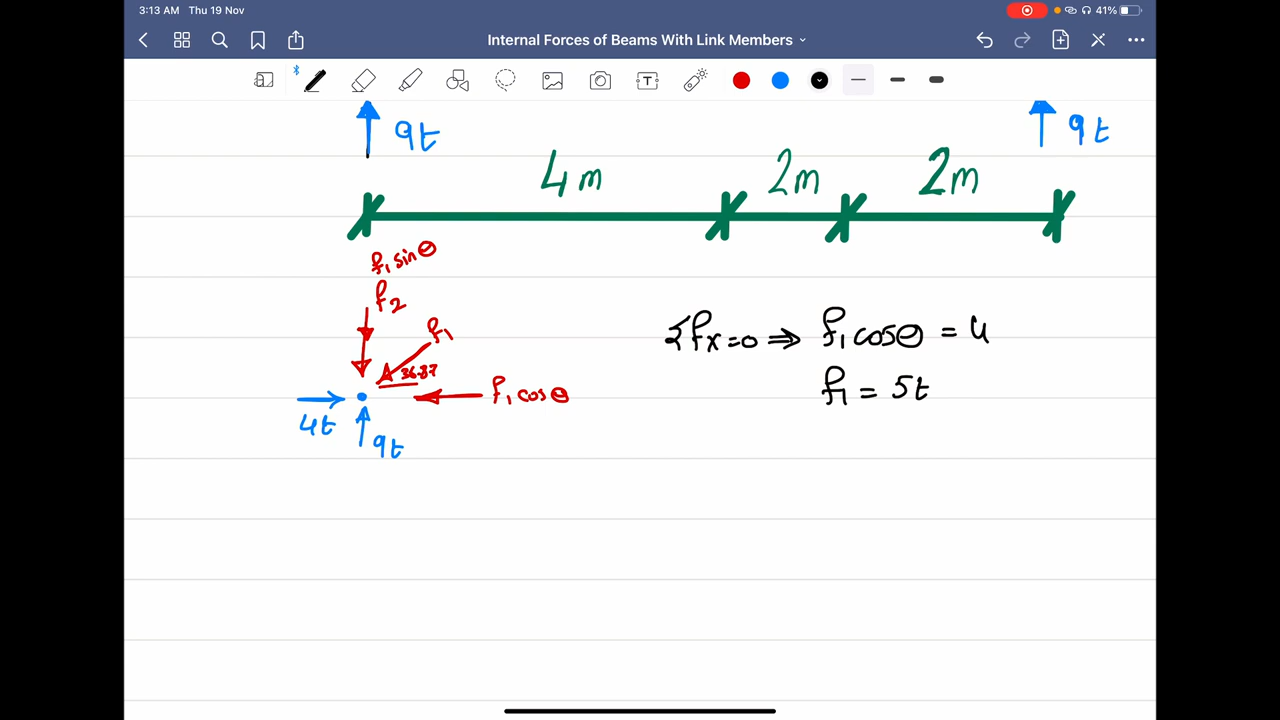 3:13 AM Thu 19 Nov
41%
Internal Forces of Beams With Link Members
T
9t
9t
4m
2m
2m
f₁ sinθ
f₂
f₁
36.87
4t
9t
f₁ cosθ
Σfx=0 ⇒ f₁ cosθ = 4
f₁ = 5t